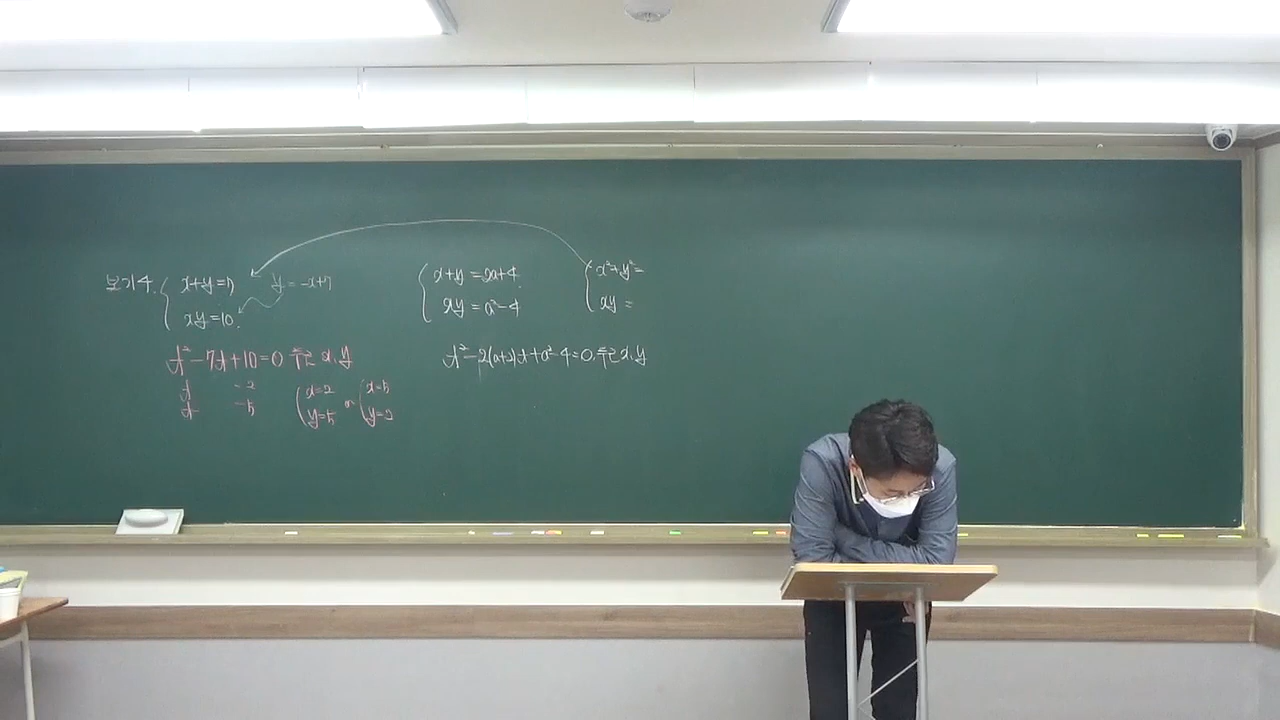 보기4. x+y=7 y=-x+7
xy=10.
t²-7t+10=0 두근 x, y
t -2
t -5
x=2 or x=5
y=5 y=2
x+y=2a+4.
xy=a²-4
t²-2(a+2)t+a²-4=0. 두근 x, y
x²+y²=
xy=